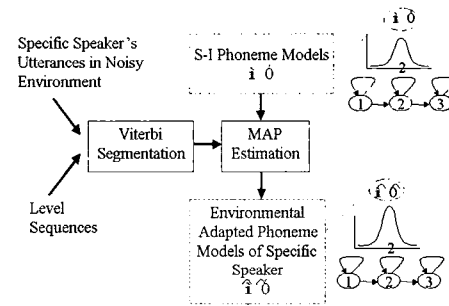 Specific Speaker's
Utterances in Noisy
Environment
Level
Sequences
Viterbi
Segmentation
S-I Phoneme Models
MAP
Estimation
Environmental
Adapted Phoneme
Models of Specific
Speaker
2
1 2 3
2
1 2 3